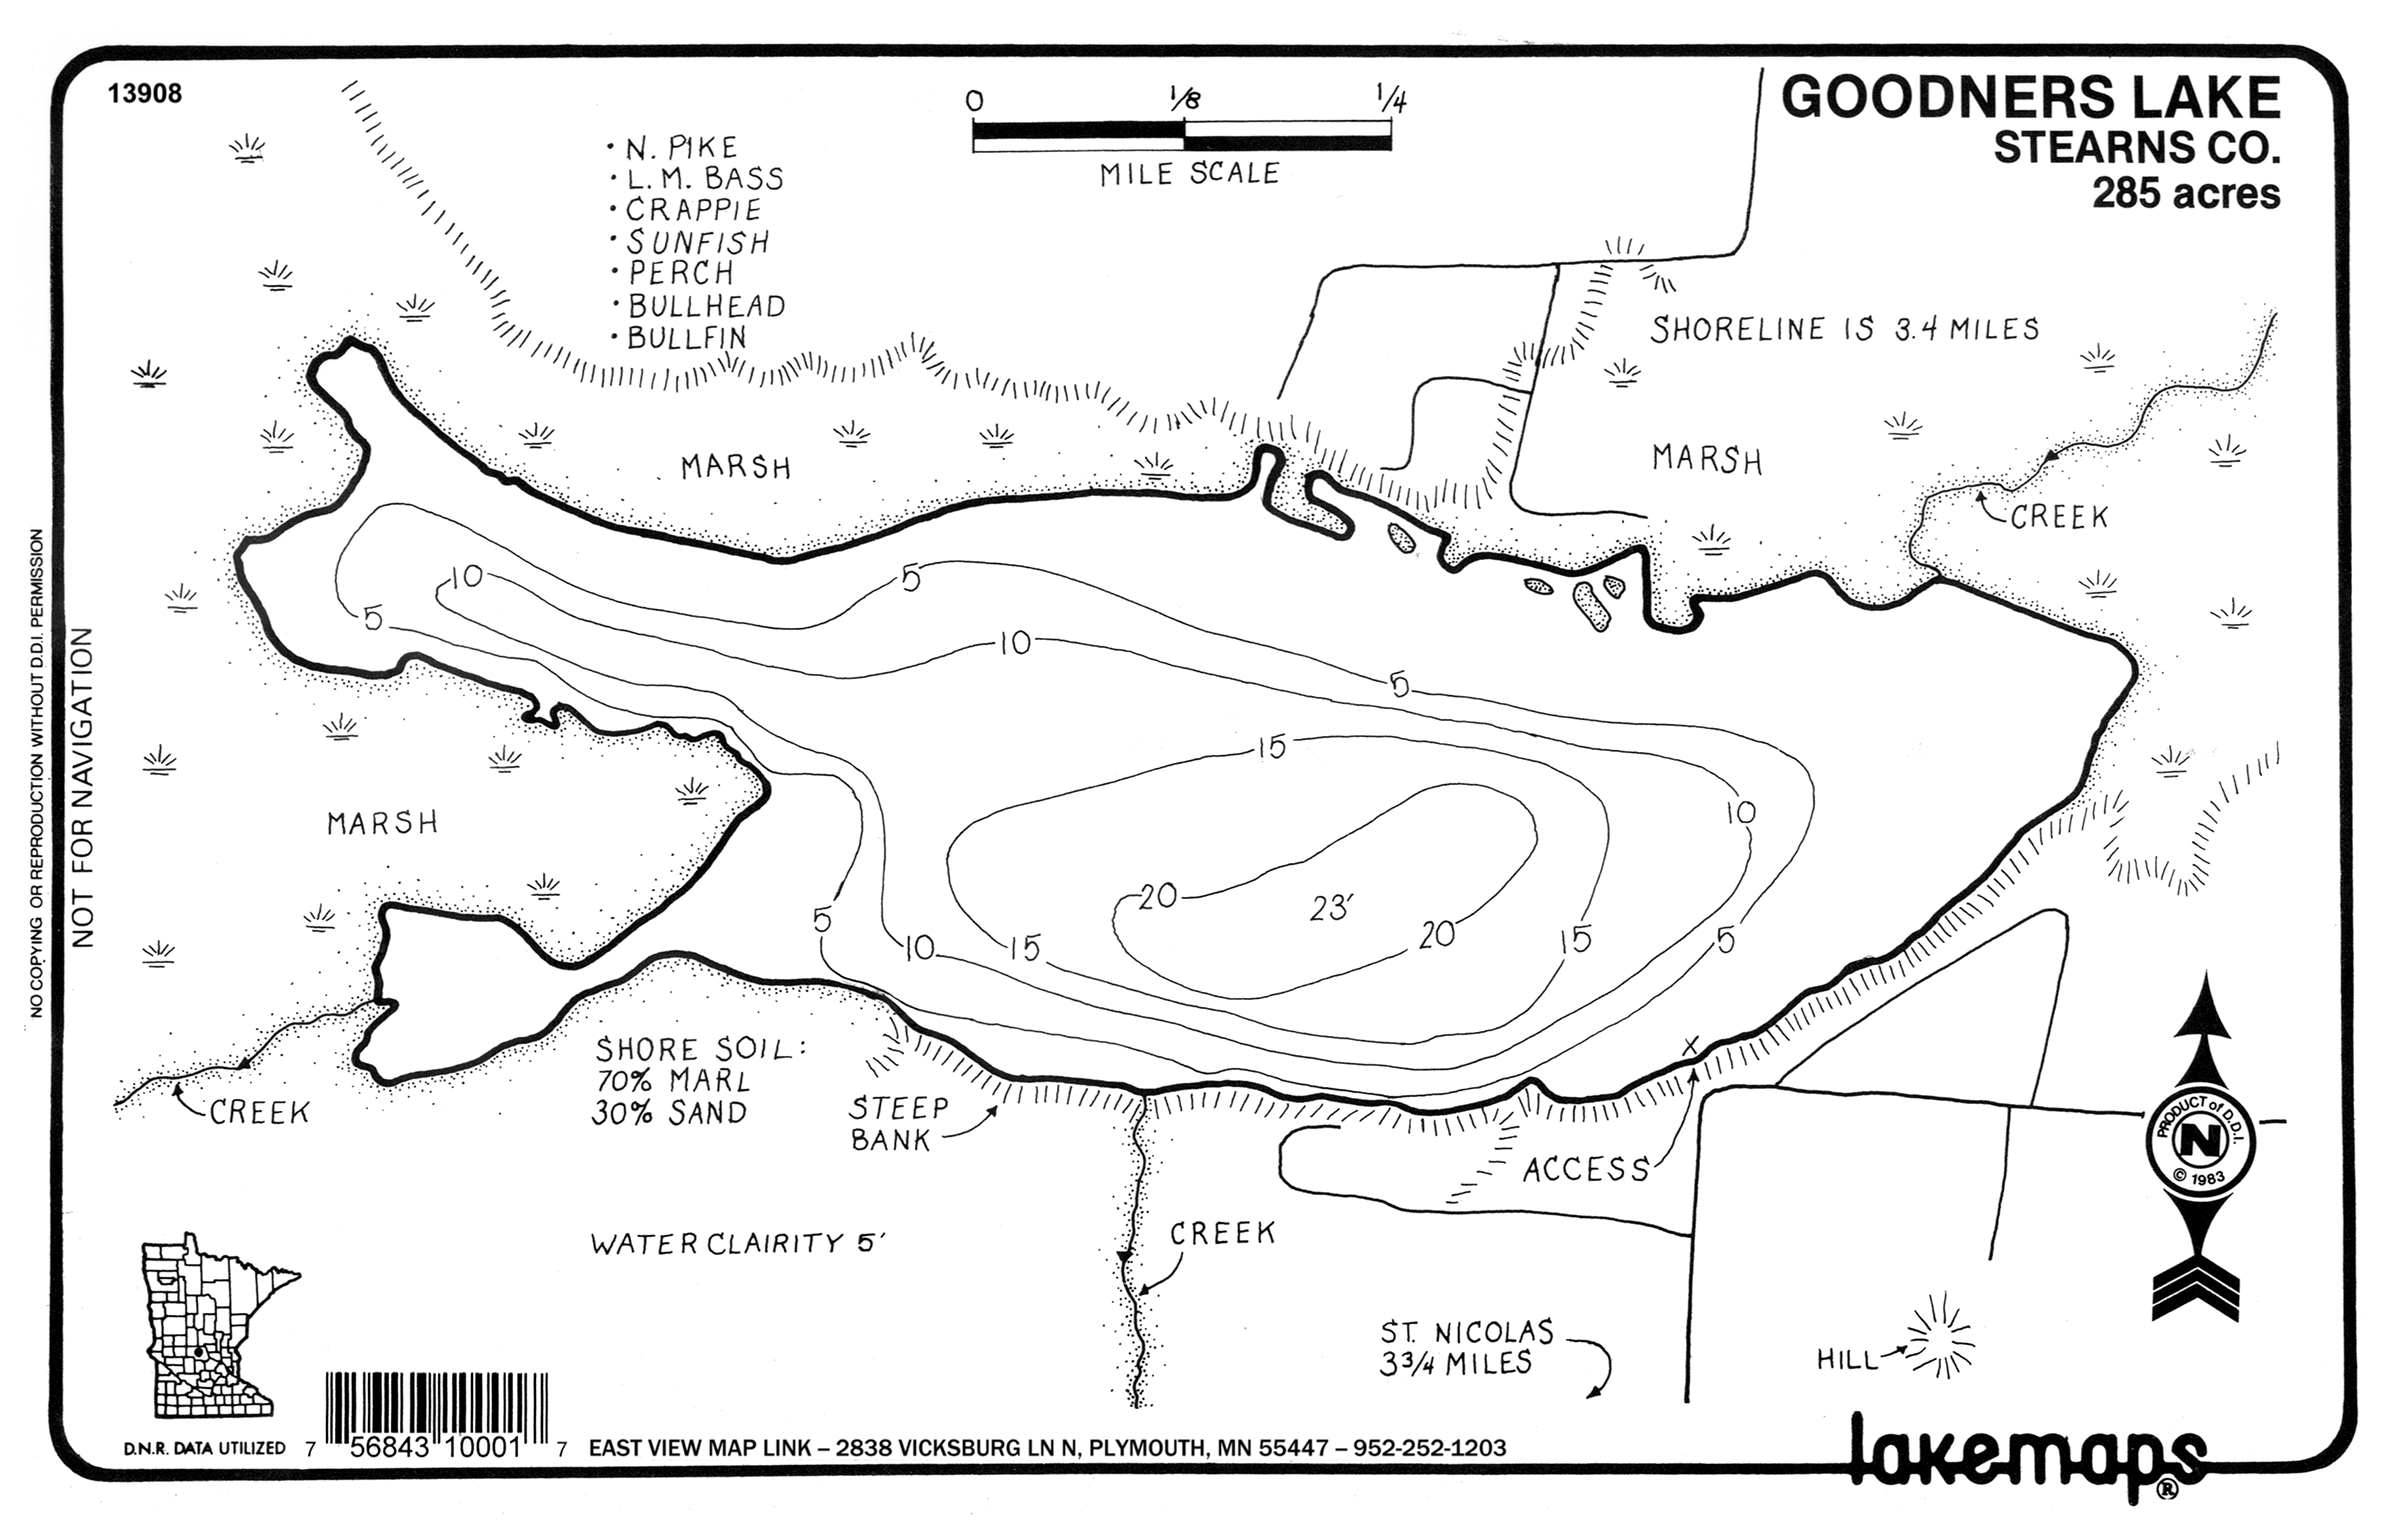 13908
GOODNERS LAKE
STEARNS CO.
285 acres
0 1/8 1/4
MILE SCALE
• N. PIKE
• L. M. BASS
• CRAPPIE
• SUNFISH
• PERCH
• BULLHEAD
• BULLFIN
SHORELINE IS 3.4 MILES
MARSH
MARSH
CREEK
10
5
5
10
5
15
10
MARSH
20
23'
20
15
15
5
10
5
NO COPYING OR REPRODUCTION WITHOUT D.D.I. PERMISSION
NOT FOR NAVIGATION
SHORE SOIL:
70% MARL
30% SAND
CREEK
STEEP
BANK
ACCESS
X
WATER CLAIRITY 5'
CREEK
ST. NICOLAS
3 3/4 MILES
HILL
PRODUCT of D.D.I.
N
© 1983
D.N.R. DATA UTILIZED
7 56843 10001 7
EAST VIEW MAP LINK – 2838 VICKSBURG LN N, PLYMOUTH, MN 55447 – 952-252-1203
lakemaps®